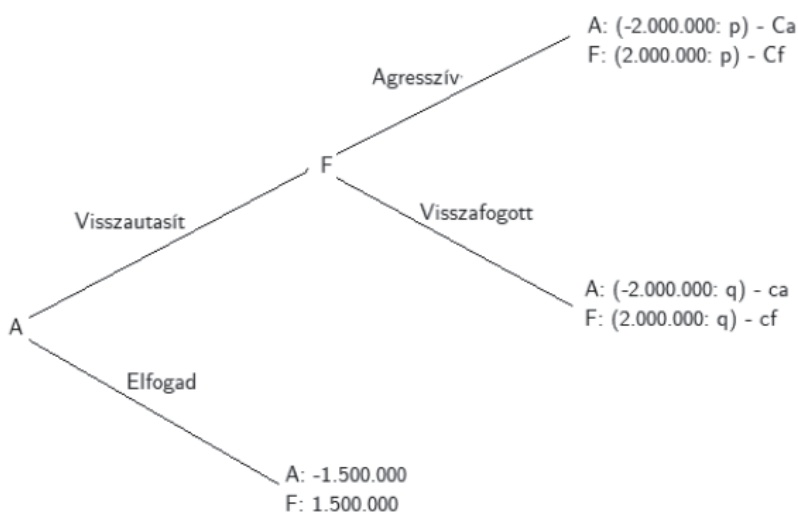 A: (-2.000.000: p) - Ca
F: (2.000.000: p) - Cf
Agresszív
F
Visszafogott
Visszautasít
A: (-2.000.000: q) - ca
F: (2.000.000: q) - cf
A
Elfogad
A: -1.500.000
F: 1.500.000